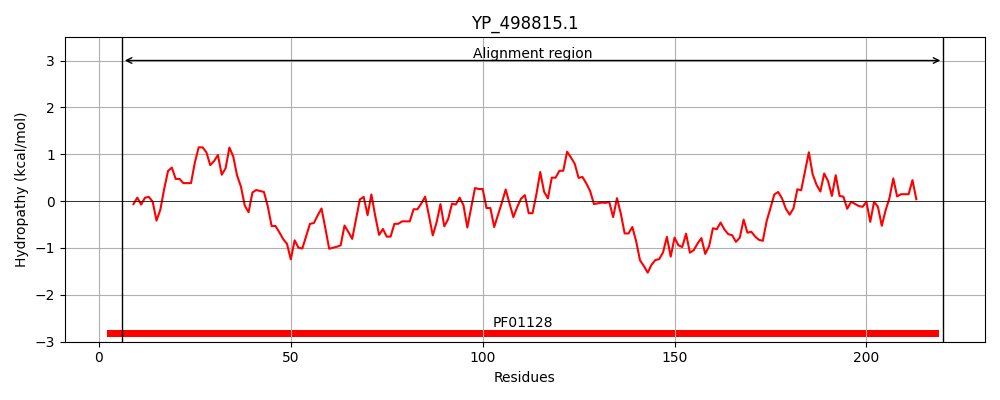 YP_498815.1
Alignment region
Hydropathy (kcal/mol)
3
2
1
0
−1
−2
−3
PF01128
0 50 100 150 200
Residues